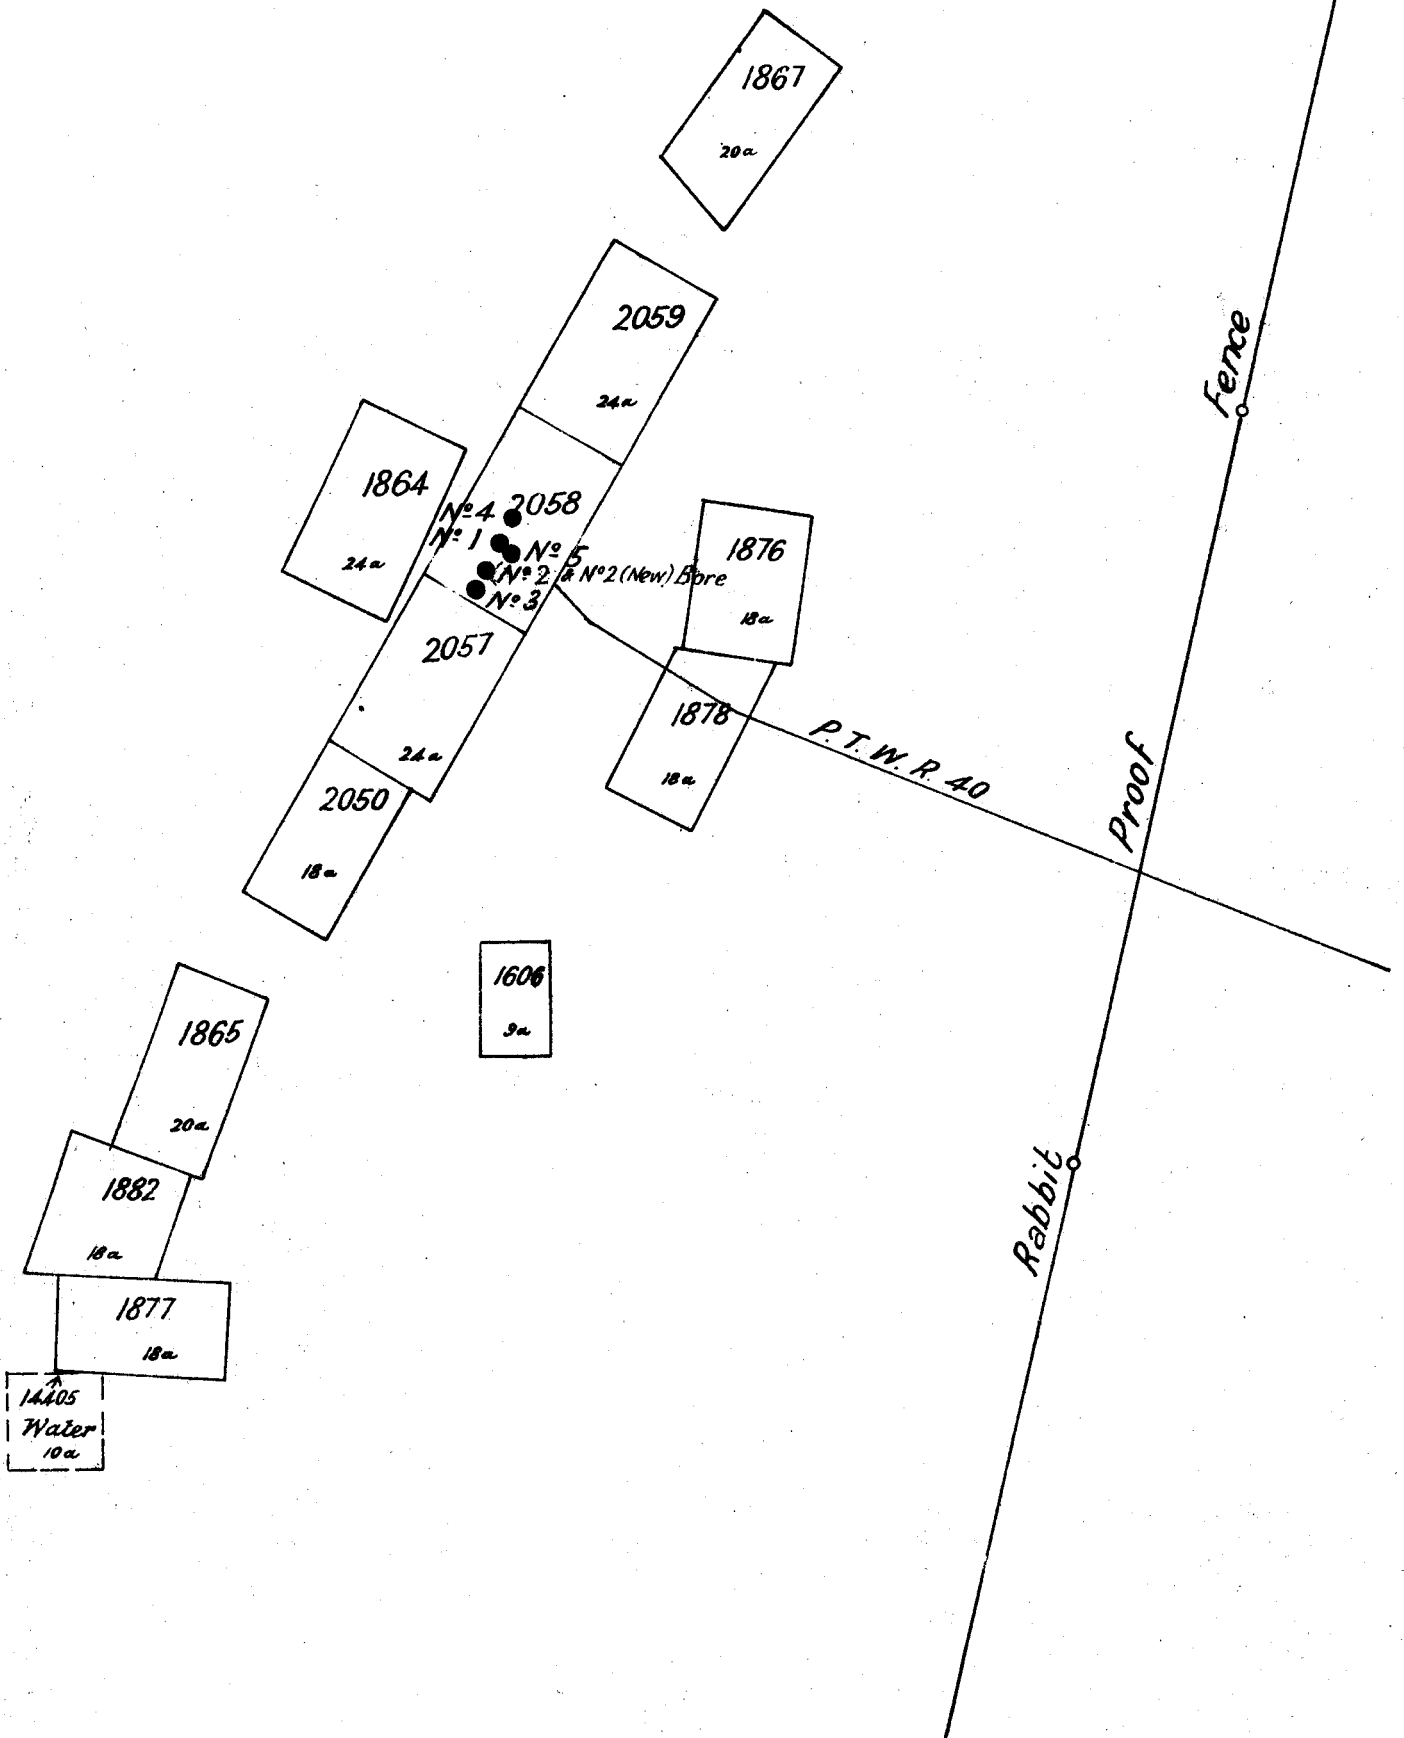 1867
20a
2059
24a
Fence
1864
24a
2058
Nº 4
Nº 1
Nº 5
(Nº 2 & Nº 2 (New) Bore
Nº 3
1876
18a
2057
24a
1878
18a
P. T. W. R. 40
Proof
2050
18a
1606
9a
1865
20a
1882
18a
Rabbit
1877
18a
14405
Water
10a